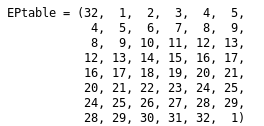 EPtable = (32,  1,  2,  3,  4,  5,
            4,  5,  6,  7,  8,  9,
            8,  9, 10, 11, 12, 13,
           12, 13, 14, 15, 16, 17,
           16, 17, 18, 19, 20, 21,
           20, 21, 22, 23, 24, 25,
           24, 25, 26, 27, 28, 29,
           28, 29, 30, 31, 32,  1)